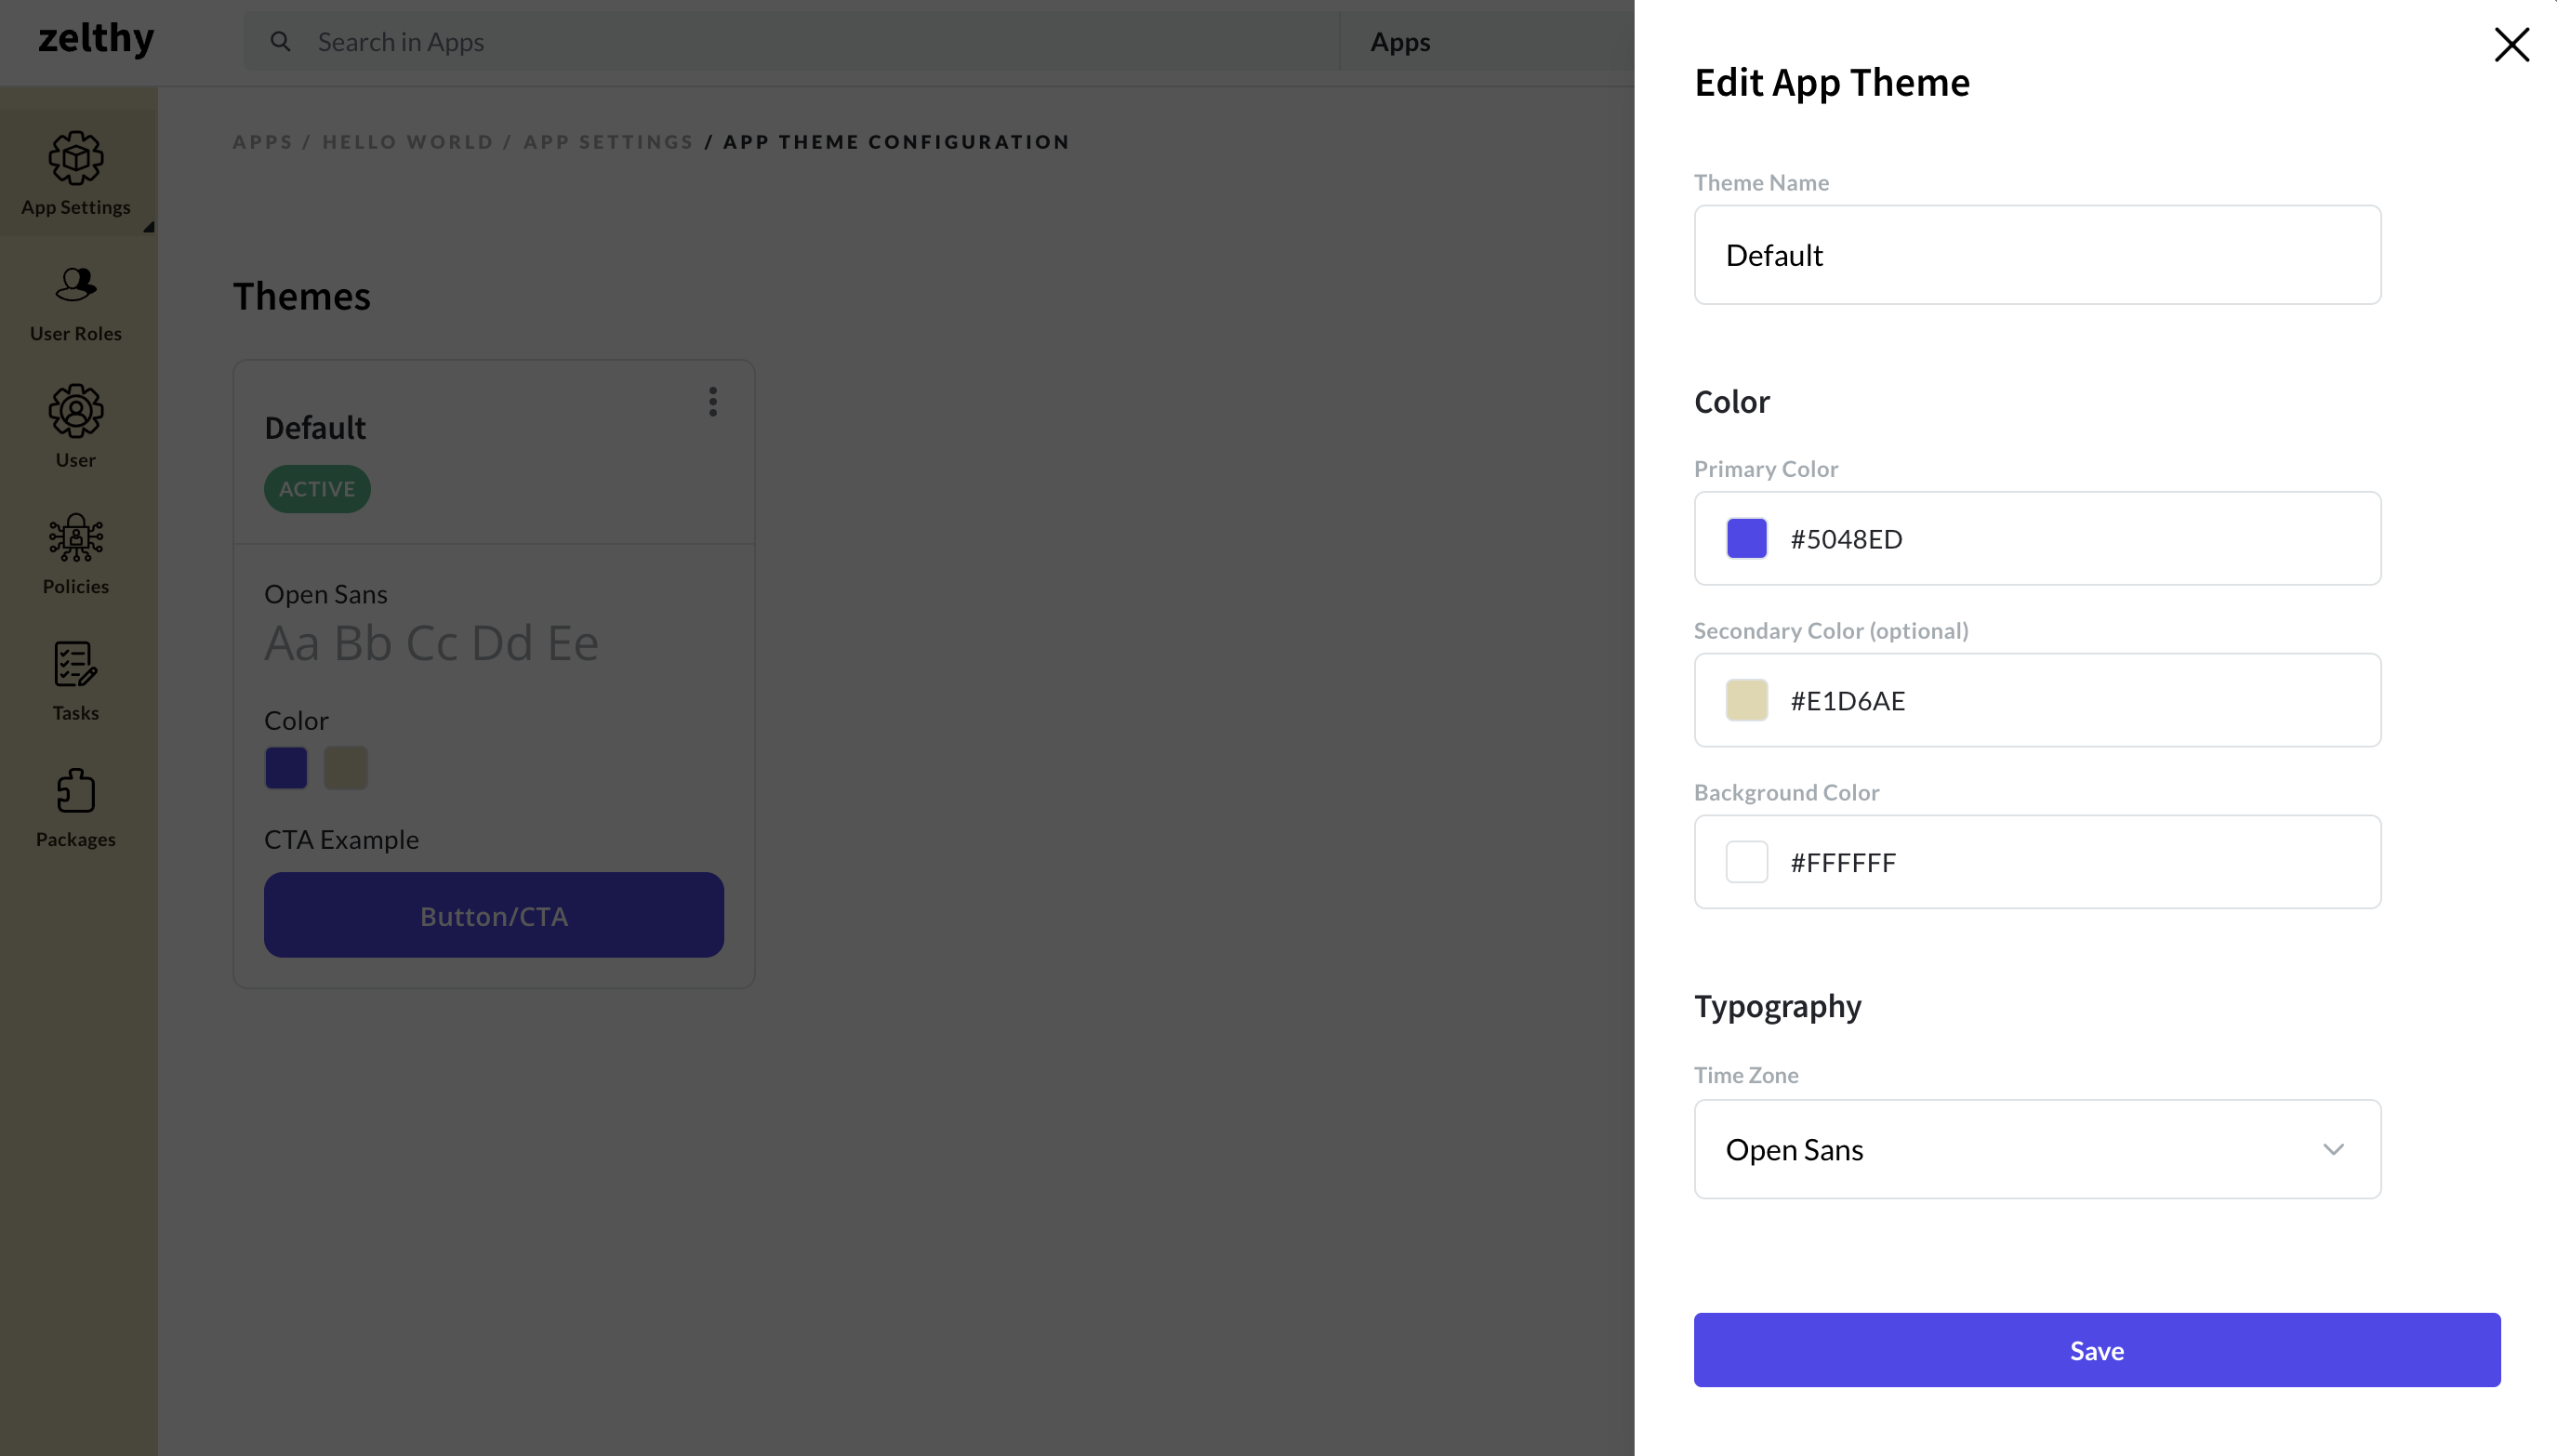 zelthy
Search in Apps
Apps
App Settings
User Roles
User
Policies
Tasks
Packages
APPS / HELLO WORLD / APP SETTINGS / APP THEME CONFIGURATION
Themes
Default
ACTIVE
Open Sans
Aa Bb Cc Dd Ee
Color
CTA Example
Button/CTA
Edit App Theme
Theme Name
Default
Color
Primary Color
#5048ED
Secondary Color (optional)
#E1D6AE
Background Color
#FFFFFF
Typography
Time Zone
Open Sans
Save